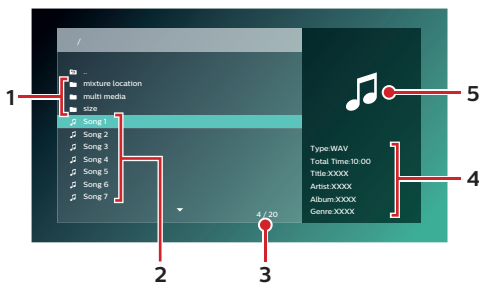 /
..
mixture location
multi media
size
Song 1
Song 2
Song 3
Song 4
Song 5
Song 6
Song 7
4 / 20
Type:WAV
Total Time:10:00
Title:XXXX
Artist:XXXX
Album:XXXX
Genre:XXXX
1
2
3
4
5